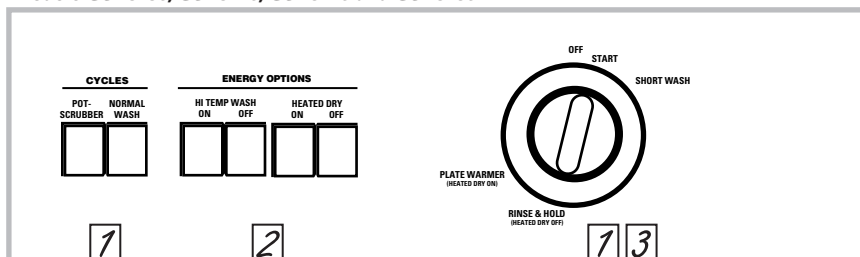 CYCLES
ENERGY OPTIONS
POT-
SCRUBBER
NORMAL
WASH
HI TEMP WASH
ON OFF
HEATED DRY
ON OFF
OFF
START
SHORT WASH
PLATE WARMER
(HEATED DRY ON)
RINSE & HOLD
(HEATED DRY OFF)
1
2
1 3